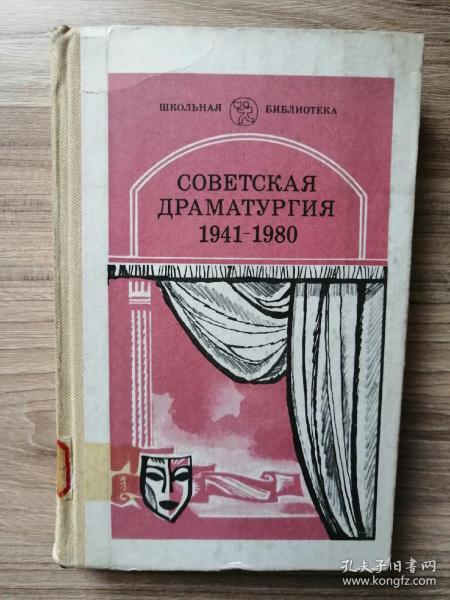 ШКОЛЬНАЯ БИБЛИОТЕКА
СОВЕТСКАЯ
ДРАМАТУРГИЯ
1941-1980
孔夫子旧书网
www.kongfz.com